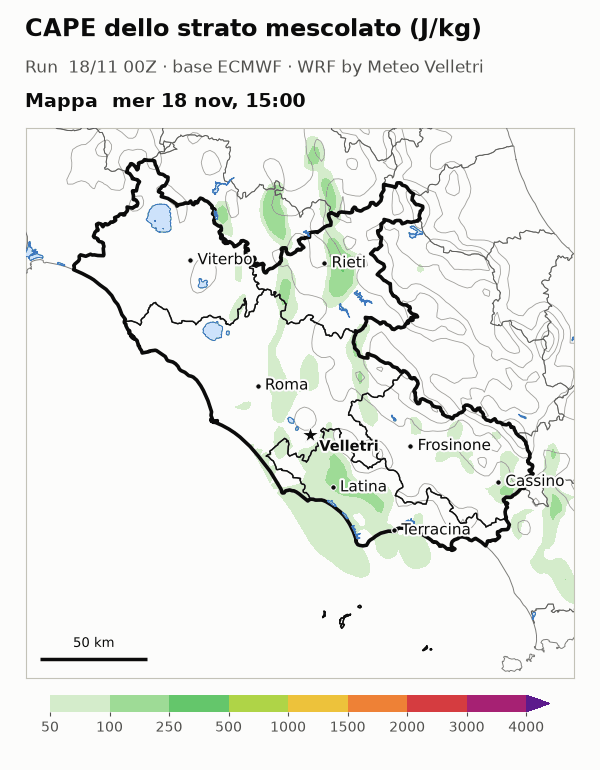 CAPE dello strato mescolato (J/kg)
Run  18/11 00Z · base ECMWF · WRF by Meteo Velletri
Mappa  mer 18 nov, 15:00
Viterbo
Rieti
Roma
Velletri
Frosinone
Cassino
Latina
Terracina
50 km
50 100 250 500 1000 1500 2000 3000 4000